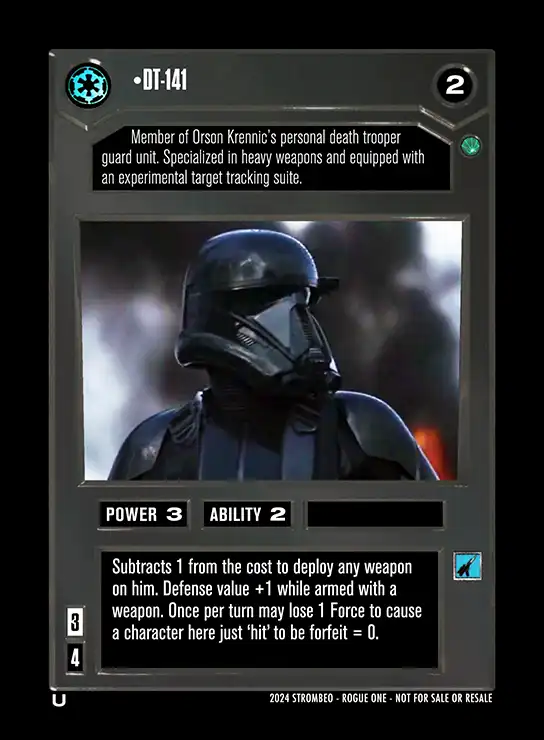 •DT-141
2
Member of Orson Krennic's personal death trooper
guard unit. Specialized in heavy weapons and equipped with
an experimental target tracking suite.
POWER 3 ABILITY 2
Subtracts 1 from the cost to deploy any weapon
on him. Defense value +1 while armed with a
weapon. Once per turn may lose 1 Force to cause
a character here just 'hit' to be forfeit = 0.
3
4
U
2024 STROMBEO - ROGUE ONE - NOT FOR SALE OR RESALE